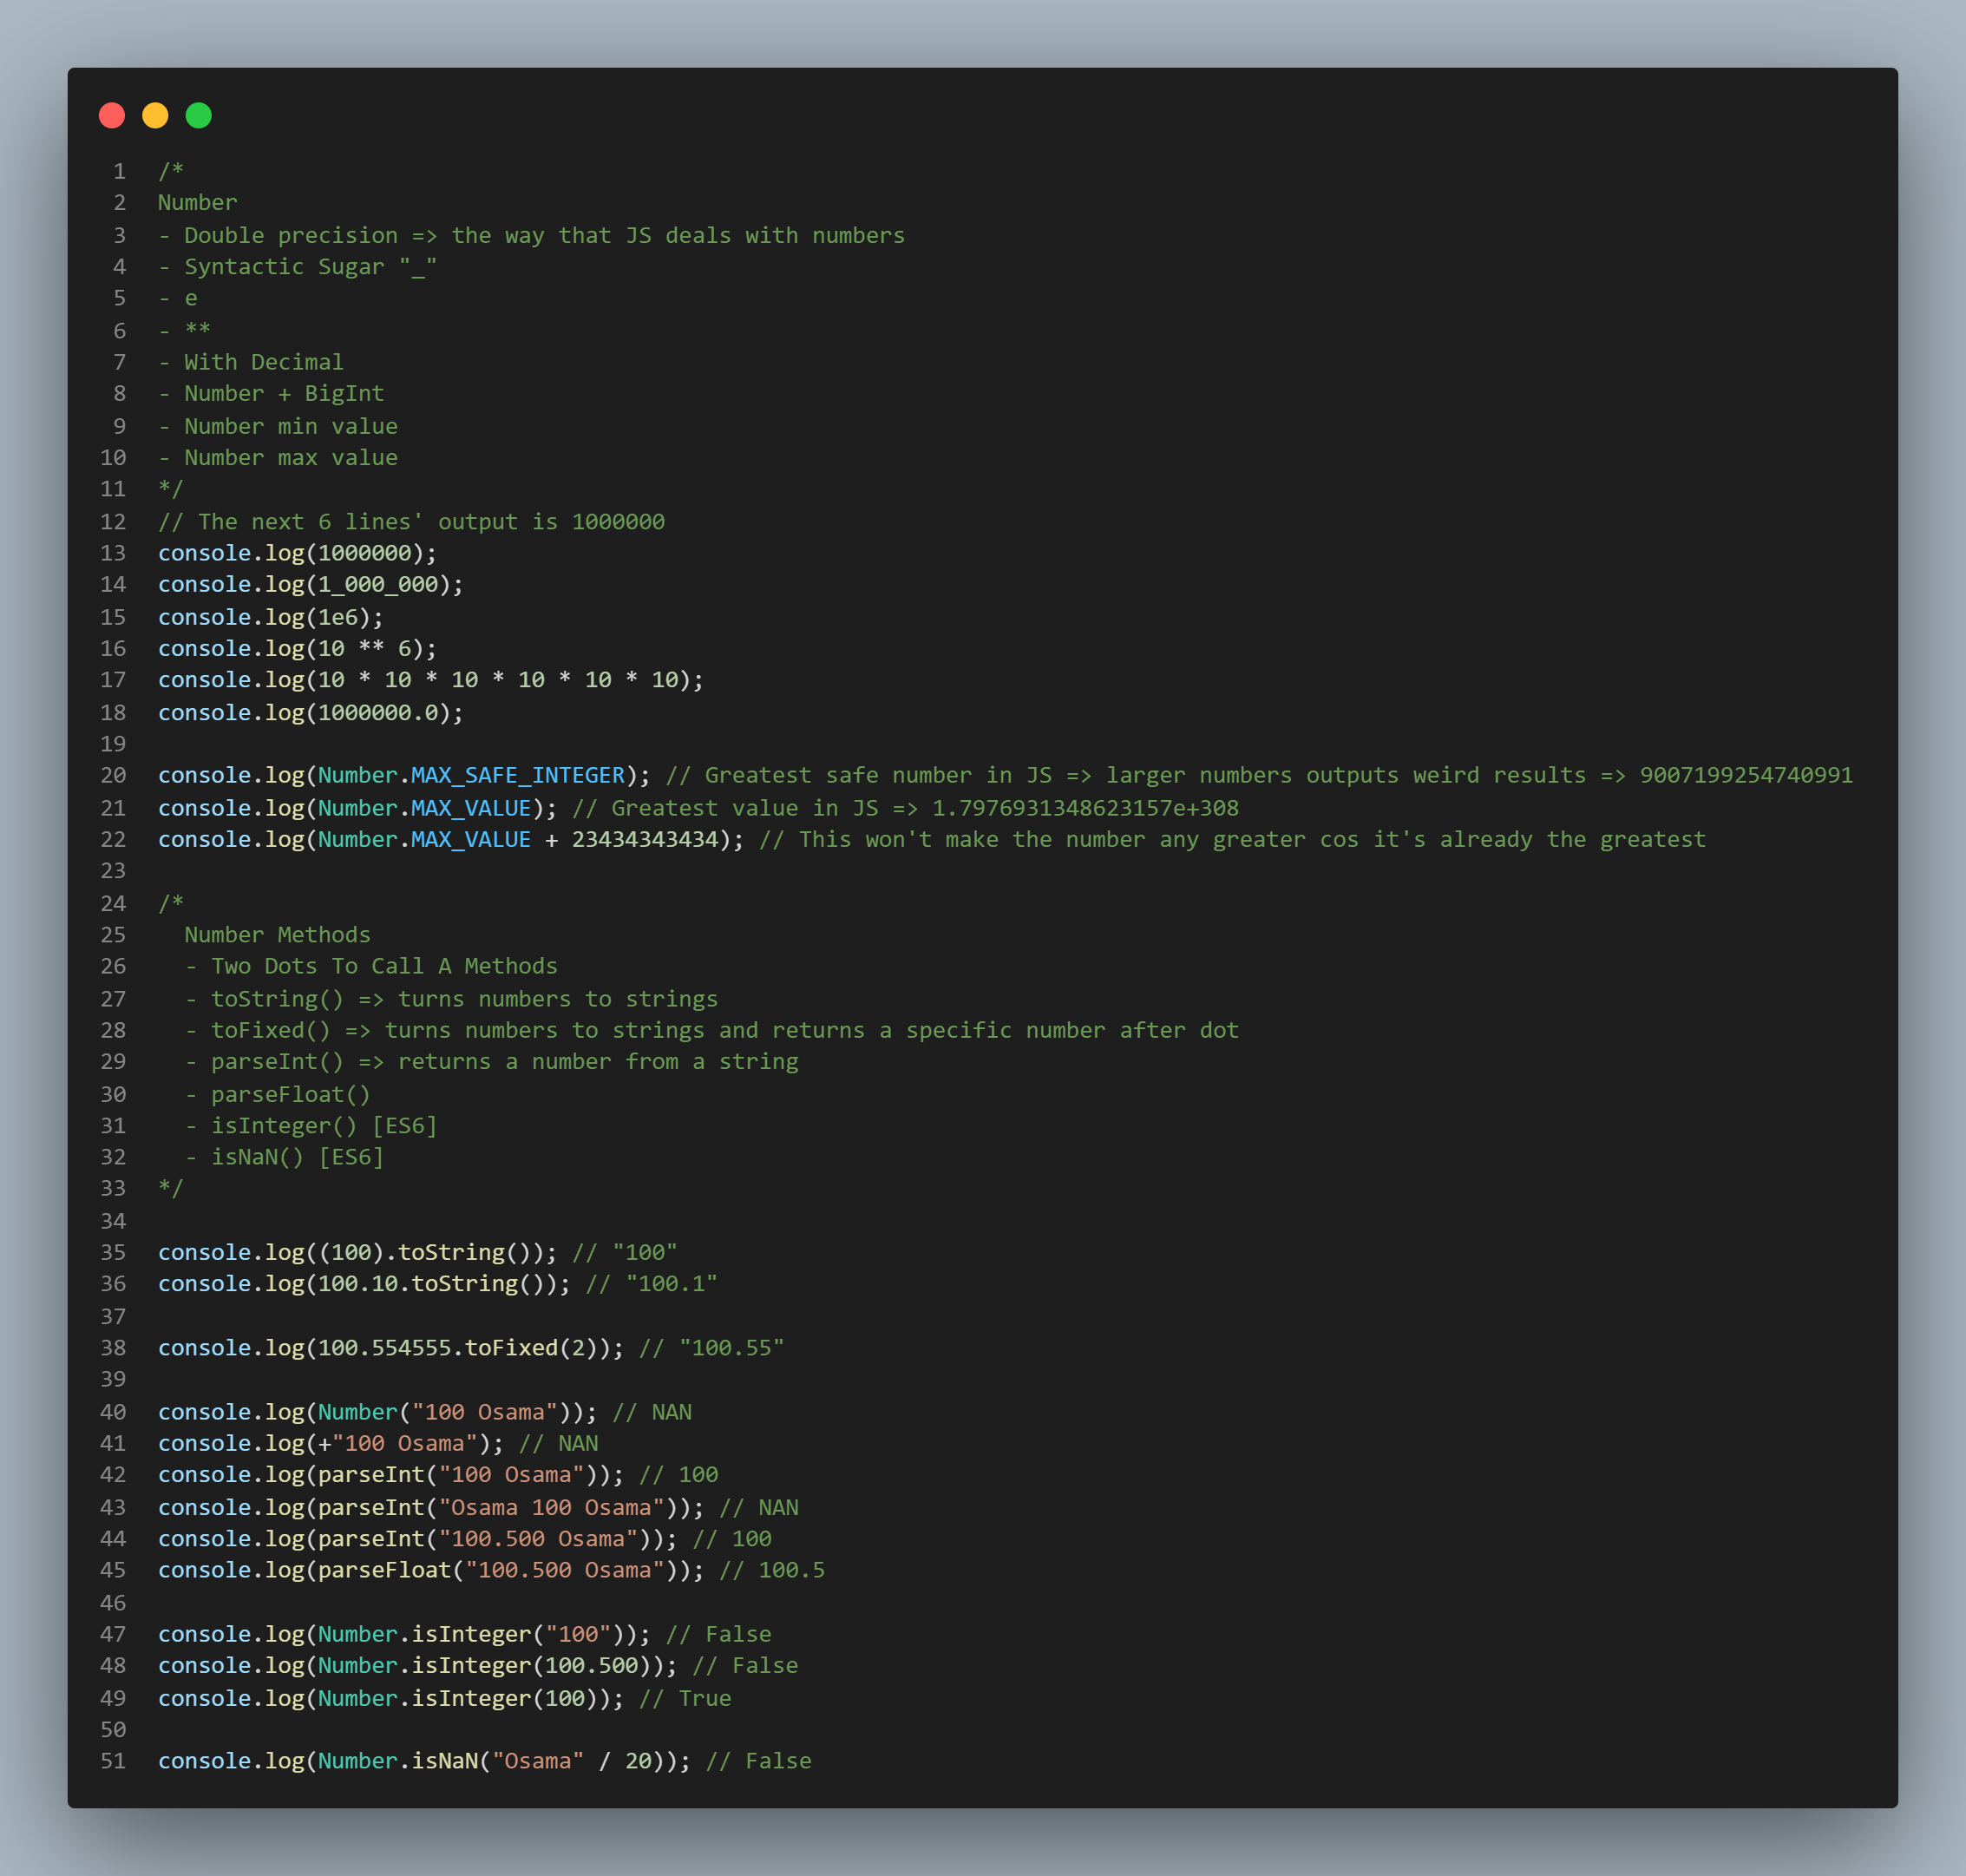 1 /*
2 Number
3 - Double precision => the way that JS deals with numbers
4 - Syntactic Sugar "_"
5 - e
6 - **
7 - With Decimal
8 - Number + BigInt
9 - Number min value
10 - Number max value
11 */
12 // The next 6 lines' output is 1000000
13 console.log(1000000);
14 console.log(1_000_000);
15 console.log(1e6);
16 console.log(10 ** 6);
17 console.log(10 * 10 * 10 * 10 * 10 * 10);
18 console.log(1000000.0);
19
20 console.log(Number.MAX_SAFE_INTEGER); // Greatest safe number in JS => larger numbers outputs weird results => 9007199254740991
21 console.log(Number.MAX_VALUE); // Greatest value in JS => 1.7976931348623157e+308
22 console.log(Number.MAX_VALUE + 23434343434); // This won't make the number any greater cos it's already the greatest
23
24 /*
25   Number Methods
26   - Two Dots To Call A Methods
27   - toString() => turns numbers to strings
28   - toFixed() => turns numbers to strings and returns a specific number after dot
29   - parseInt() => returns a number from a string
30   - parseFloat()
31   - isInteger() [ES6]
32   - isNaN() [ES6]
33 */
34
35 console.log((100).toString()); // "100"
36 console.log(100.10.toString()); // "100.1"
37
38 console.log(100.554555.toFixed(2)); // "100.55"
39
40 console.log(Number("100 Osama")); // NAN
41 console.log(+"100 Osama"); // NAN
42 console.log(parseInt("100 Osama")); // 100
43 console.log(parseInt("Osama 100 Osama")); // NAN
44 console.log(parseInt("100.500 Osama")); // 100
45 console.log(parseFloat("100.500 Osama")); // 100.5
46
47 console.log(Number.isInteger("100")); // False
48 console.log(Number.isInteger(100.500)); // False
49 console.log(Number.isInteger(100)); // True
50
51 console.log(Number.isNaN("Osama" / 20)); // False